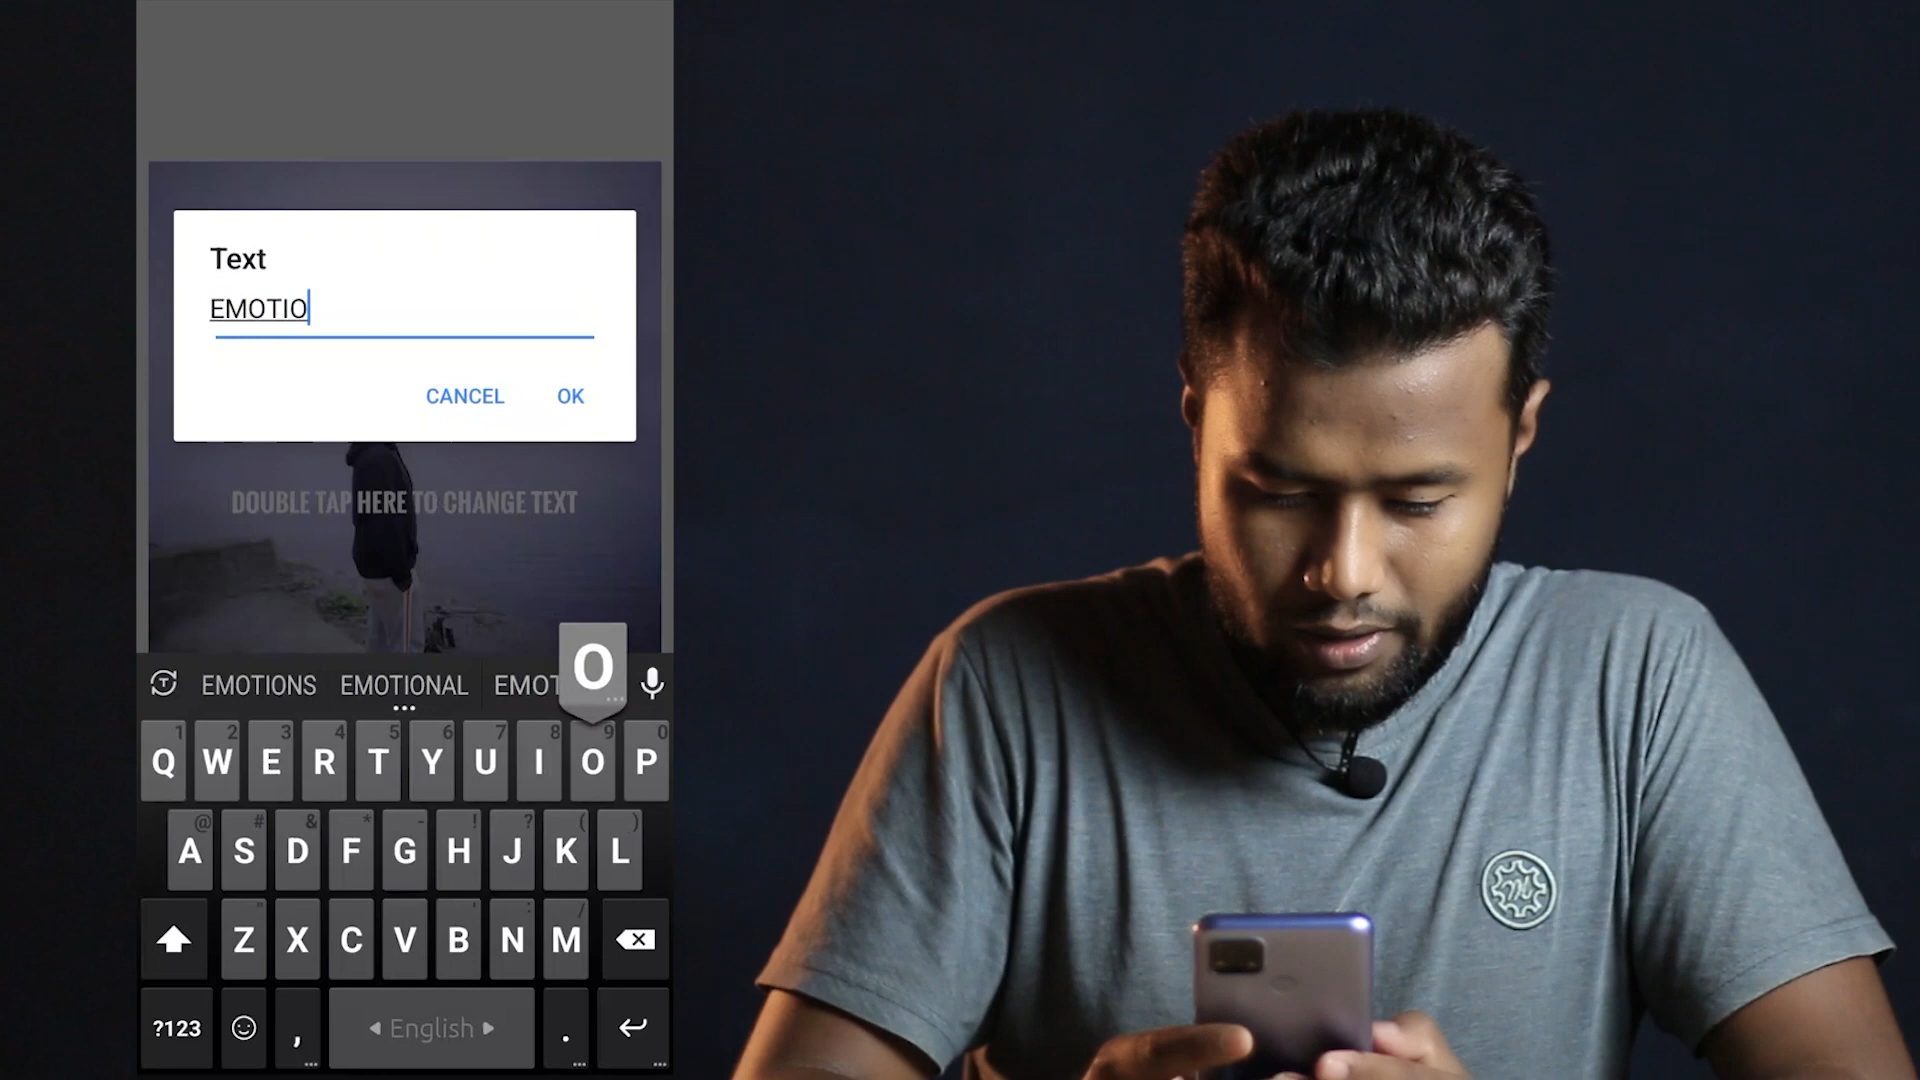 Text
EMOTIO
CANCEL OK
DOUBLE TAP HERE TO CHANGE TEXT
EMOTIONS EMOTIONAL EMOT
O
1 2 3 4 5 6 7 8 9 0
Q W E R T Y U I O P
@ # & * - ! ? ( )
A S D F G H J K L
" ' : /
Z X C V B N M
?123 , English .